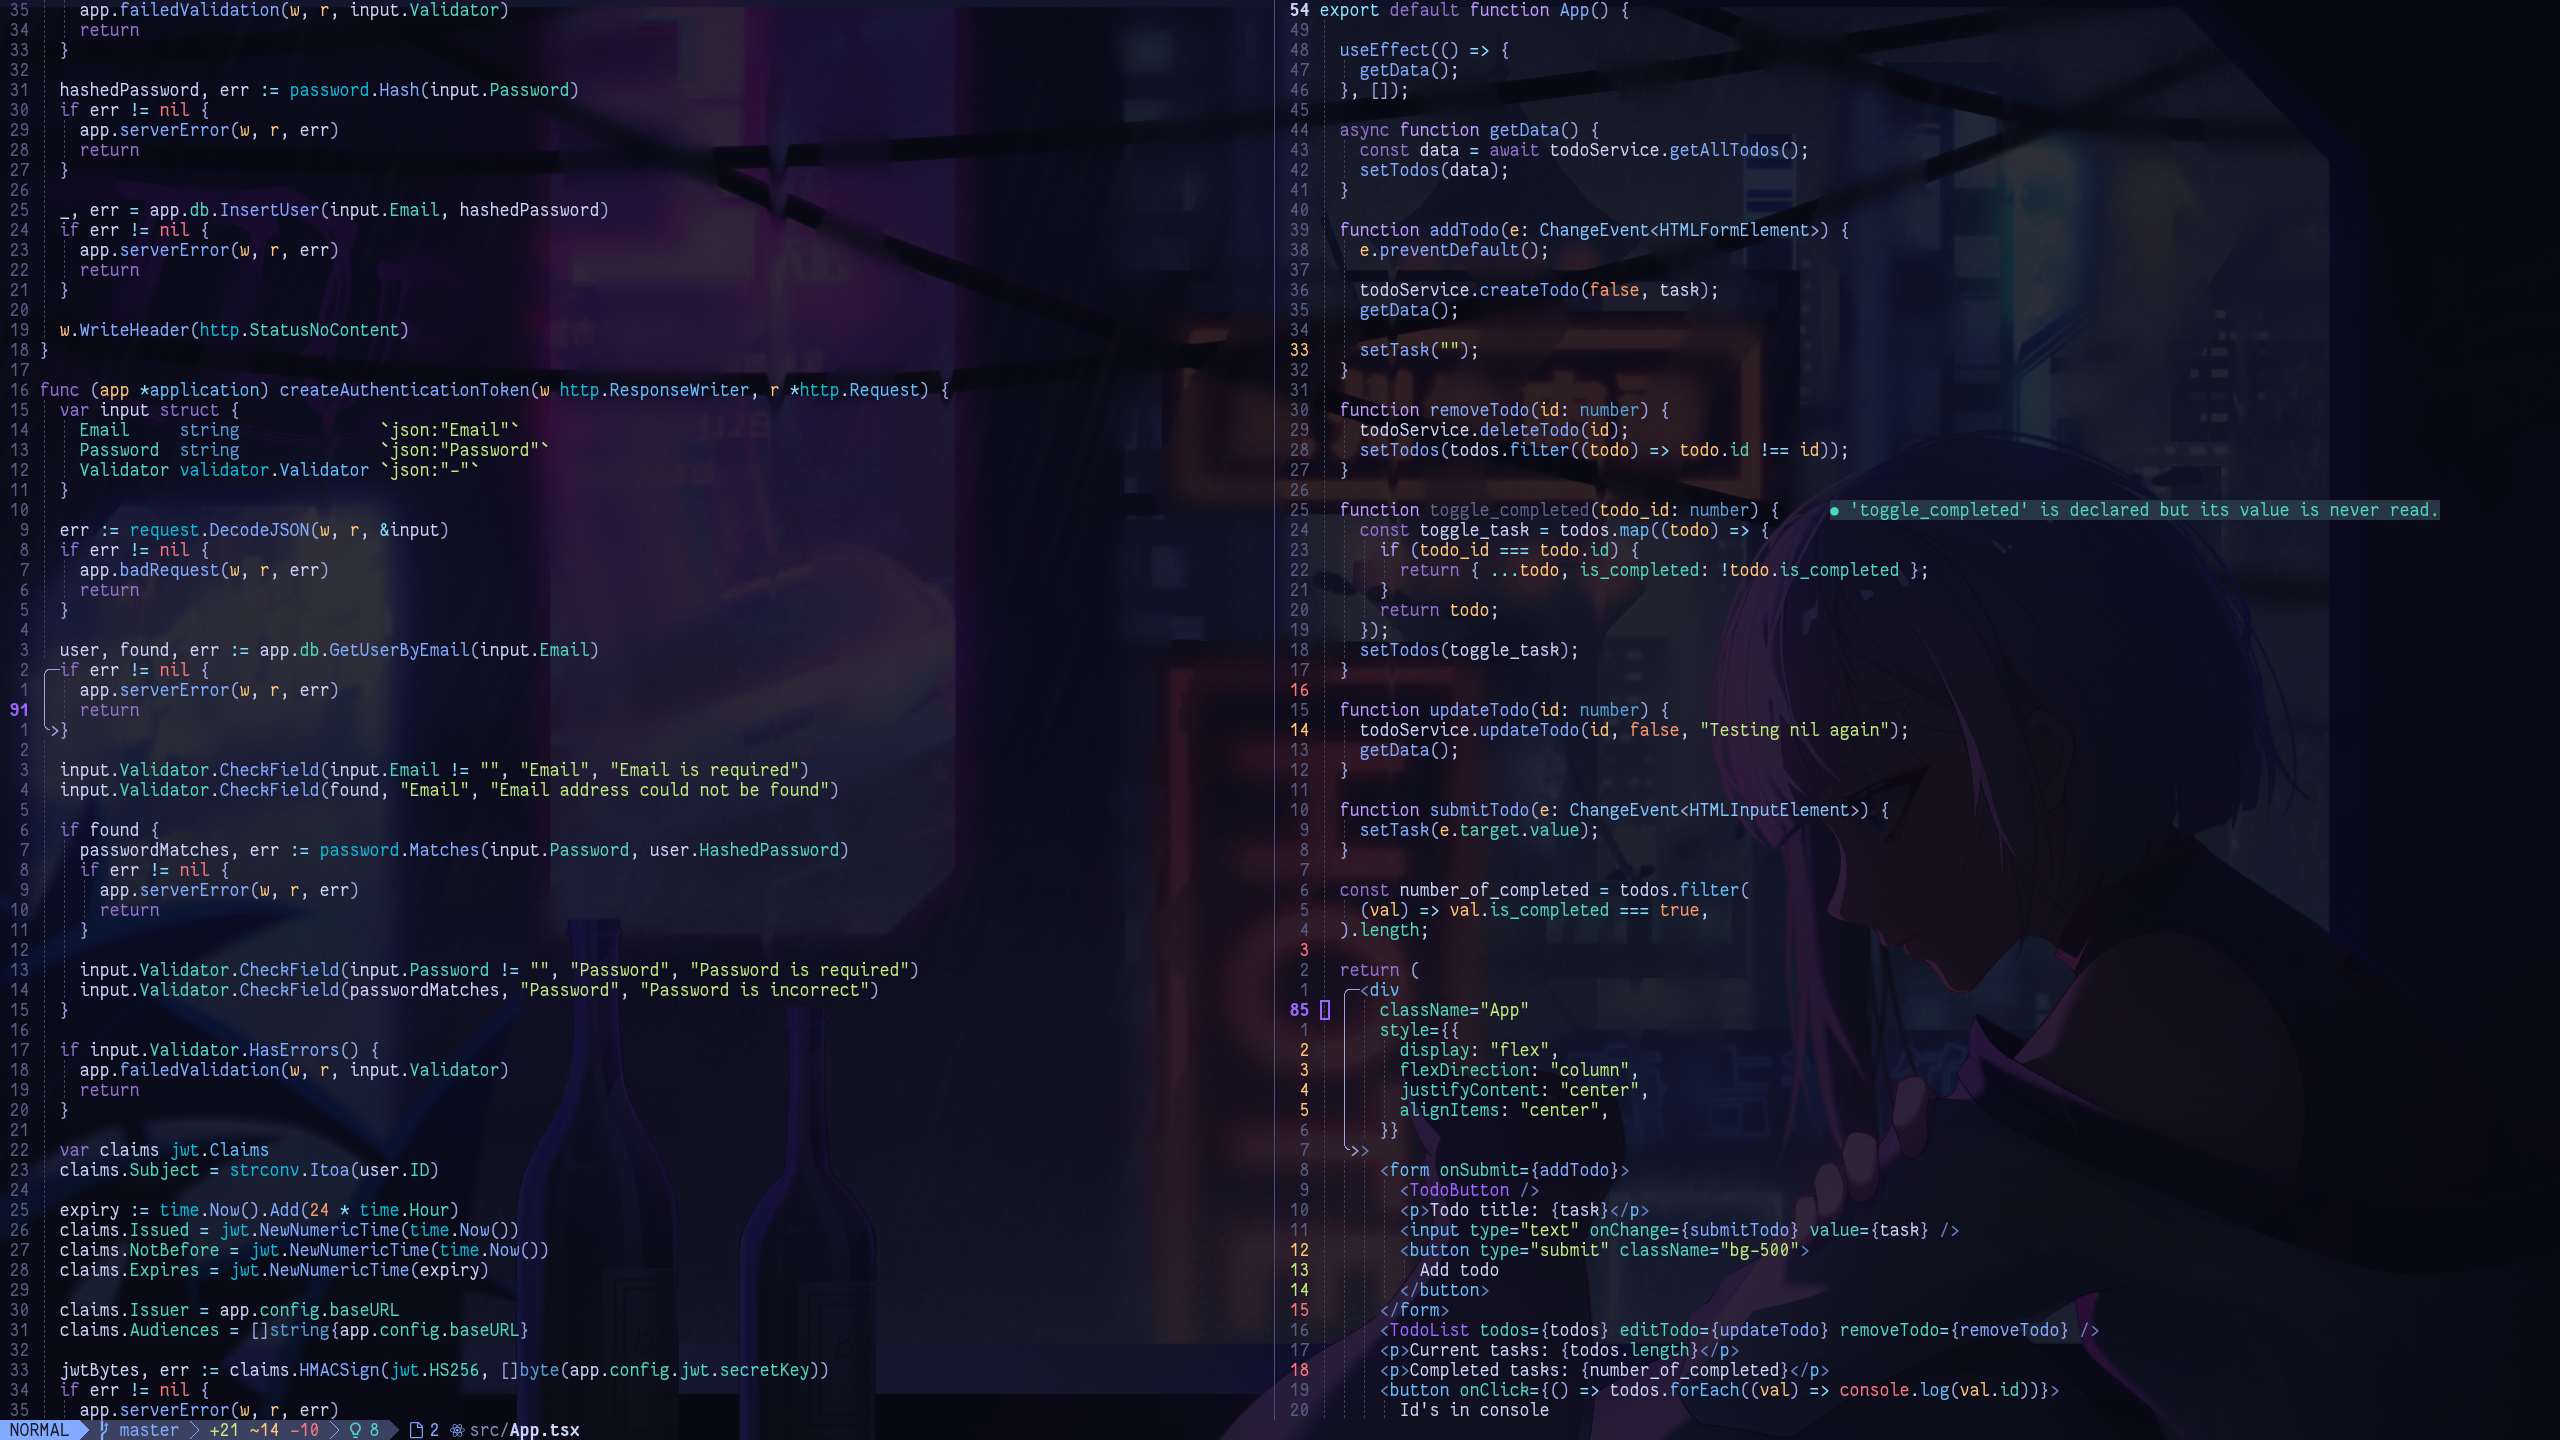 35 app.failedValidation(w, r, input.Validator)
34 return
33 }
32
31 hashedPassword, err := password.Hash(input.Password)
30 if err != nil {
29 app.serverError(w, r, err)
28 return
27 }
26
25 _, err = app.db.InsertUser(input.Email, hashedPassword)
24 if err != nil {
23 app.serverError(w, r, err)
22 return
21 }
20
19 w.WriteHeader(http.StatusNoContent)
18 }
17
16 func (app *application) createAuthenticationToken(w http.ResponseWriter, r *http.Request) {
15 var input struct {
14 Email string `json:"Email"`
13 Password string `json:"Password"`
12 Validator validator.Validator `json:"-"`
11 }
10
9 err := request.DecodeJSON(w, r, &input)
8 if err != nil {
7 app.badRequest(w, r, err)
6 return
5 }
4
3 user, found, err := app.db.GetUserByEmail(input.Email)
2 if err != nil {
1 app.serverError(w, r, err)
91 return
1 >}
2
3 input.Validator.CheckField(input.Email != "", "Email", "Email is required")
4 input.Validator.CheckField(found, "Email", "Email address could not be found")
5
6 if found {
7 passwordMatches, err := password.Matches(input.Password, user.HashedPassword)
8 if err != nil {
9 app.serverError(w, r, err)
10 return
11 }
12
13 input.Validator.CheckField(input.Password != "", "Password", "Password is required")
14 input.Validator.CheckField(passwordMatches, "Password", "Password is incorrect")
15 }
16
17 if input.Validator.HasErrors() {
18 app.failedValidation(w, r, input.Validator)
19 return
20 }
21
22 var claims jwt.Claims
23 claims.Subject = strconv.Itoa(user.ID)
24
25 expiry := time.Now().Add(24 * time.Hour)
26 claims.Issued = jwt.NewNumericTime(time.Now())
27 claims.NotBefore = jwt.NewNumericTime(time.Now())
28 claims.Expires = jwt.NewNumericTime(expiry)
29
30 claims.Issuer = app.config.baseURL
31 claims.Audiences = []string{app.config.baseURL}
32
33 jwtBytes, err := claims.HMACSign(jwt.HS256, []byte(app.config.jwt.secretKey))
34 if err != nil {
35 app.serverError(w, r, err)
54 export default function App() {
49
48 useEffect(() => {
47 getData();
46 }, []);
45
44 async function getData() {
43 const data = await todoService.getAllTodos();
42 setTodos(data);
41 }
40
39 function addTodo(e: ChangeEvent<HTMLFormElement>) {
38 e.preventDefault();
37
36 todoService.createTodo(false, task);
35 getData();
34
33 setTask("");
32 }
31
30 function removeTodo(id: number) {
29 todoService.deleteTodo(id);
28 setTodos(todos.filter((todo) => todo.id !== id));
27 }
26
25 function toggle_completed(todo_id: number) { ● 'toggle_completed' is declared but its value is never read.
24 const toggle_task = todos.map((todo) => {
23 if (todo_id === todo.id) {
22 return { ...todo, is_completed: !todo.is_completed };
21 }
20 return todo;
19 });
18 setTodos(toggle_task);
17 }
16
15 function updateTodo(id: number) {
14 todoService.updateTodo(id, false, "Testing nil again");
13 getData();
12 }
11
10 function submitTodo(e: ChangeEvent<HTMLInputElement>) {
9 setTask(e.target.value);
8 }
7
6 const number_of_completed = todos.filter(
5 (val) => val.is_completed === true,
4 ).length;
3
2 return (
1 <div
85 className="App"
1 style={{
2 display: "flex",
3 flexDirection: "column",
4 justifyContent: "center",
5 alignItems: "center",
6 }}
7 >>
8 <form onSubmit={addTodo}>
9 <TodoButton />
10 <p>Todo title: {task}</p>
11 <input type="text" onChange={submitTodo} value={task} />
12 <button type="submit" className="bg-500">
13 Add todo
14 </button>
15 </form>
16 <TodoList todos={todos} editTodo={updateTodo} removeTodo={removeTodo} />
17 <p>Current tasks: {todos.length}</p>
18 <p>Completed tasks: {number_of_completed}</p>
19 <button onClick={() => todos.forEach((val) => console.log(val.id))}>
20 Id's in console
NORMAL master +21 ~14 -10 8 2 src/App.tsx